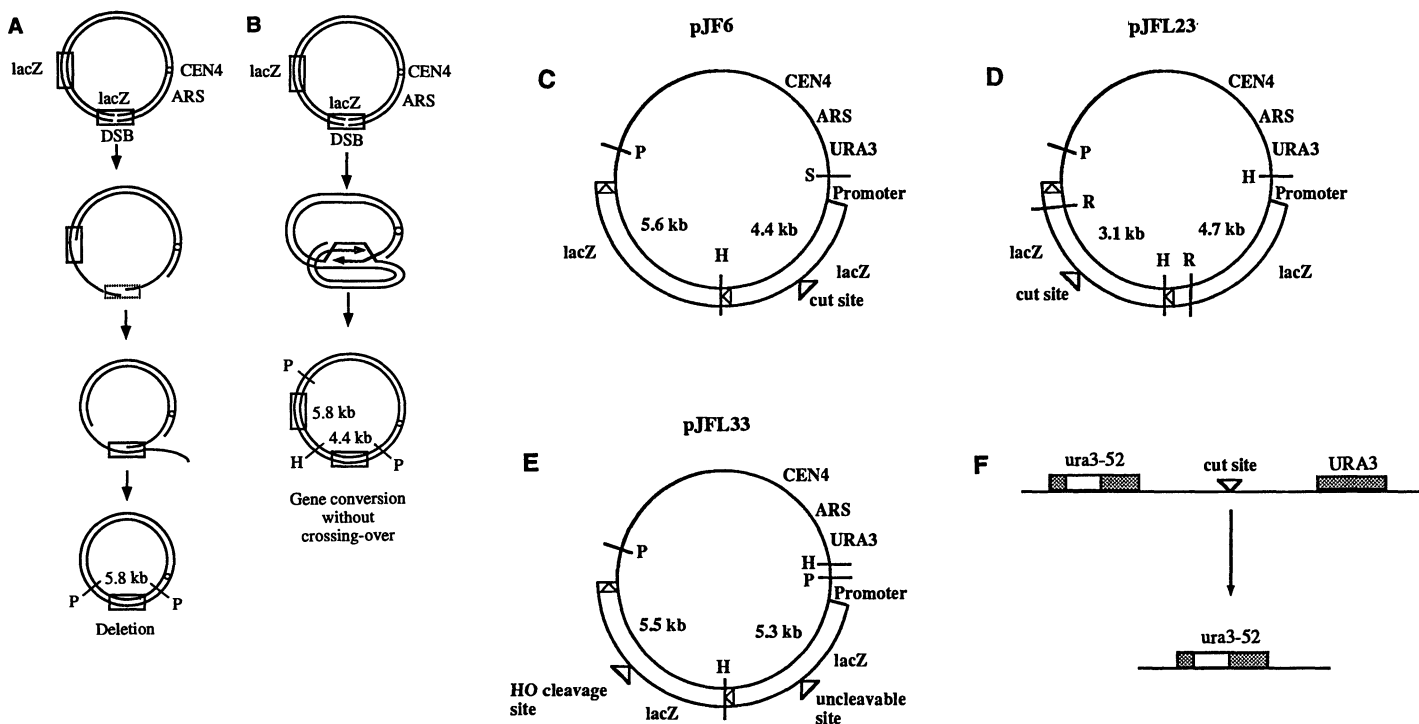 A
lacZ
CEN4
ARS
lacZ
DSB
5.8 kb
P
P
Deletion
B
lacZ
CEN4
ARS
lacZ
DSB
P
5.8 kb
4.4 kb
H
P
Gene conversion
without
crossing-over
pJF6
C
CEN4
ARS
URA3
P
S
Promoter
5.6 kb
4.4 kb
lacZ
H
lacZ
cut site
pJFL23
D
CEN4
ARS
URA3
P
H
Promoter
R
3.1 kb
4.7 kb
lacZ
H
R
lacZ
cut site
pJFL33
E
CEN4
ARS
URA3
P
H
P
Promoter
5.5 kb
5.3 kb
H
lacZ
HO cleavage
site
lacZ
uncleavable
site
F
ura3-52
cut site
URA3
ura3-52